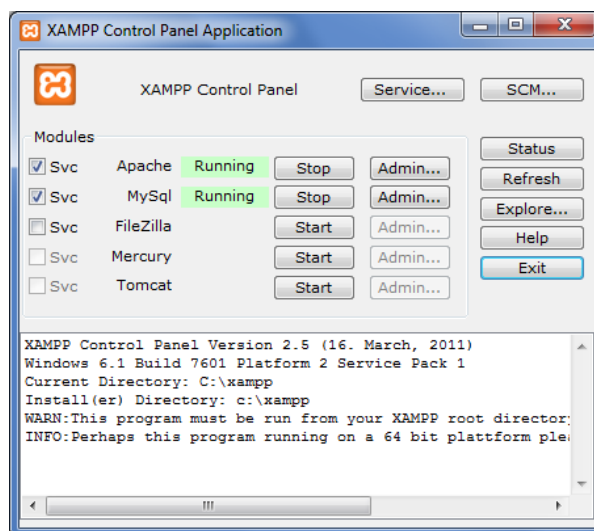 XAMPP Control Panel Application
XAMPP Control Panel Service... SCM...
Modules
Svc Apache Running Stop Admin...
Svc MySql Running Stop Admin...
Svc FileZilla Start Admin...
Svc Mercury Start Admin...
Svc Tomcat Start Admin...
Status
Refresh
Explore...
Help
Exit
XAMPP Control Panel Version 2.5 (16. March, 2011)
Windows 6.1 Build 7601 Platform 2 Service Pack 1
Current Directory: C:\xampp
Install(er) Directory: c:\xampp
WARN:This program must be run from your XAMPP root director
INFO:Perhaps this program running on a 64 bit plattform